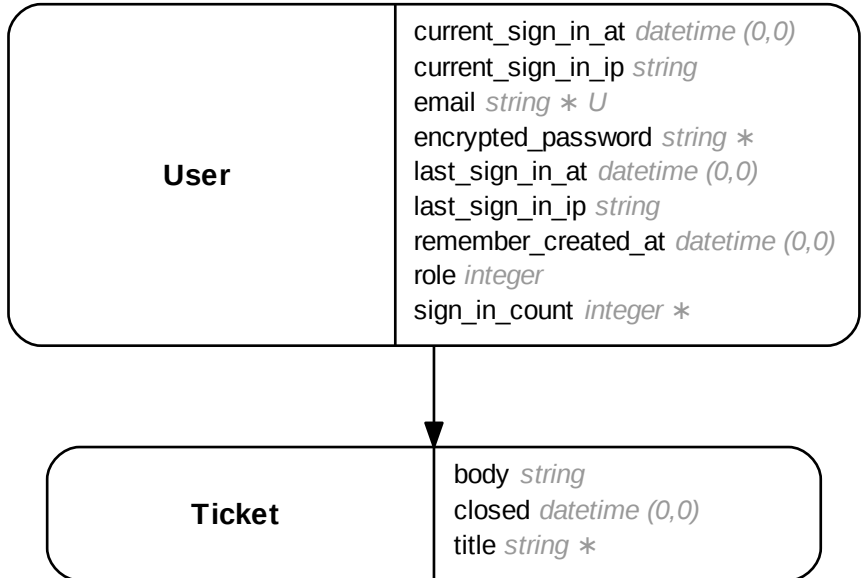 User
current_sign_in_at datetime (0,0)
current_sign_in_ip string
email string ∗ U
encrypted_password string ∗
last_sign_in_at datetime (0,0)
last_sign_in_ip string
remember_created_at datetime (0,0)
role integer
sign_in_count integer ∗
Ticket
body string
closed datetime (0,0)
title string ∗